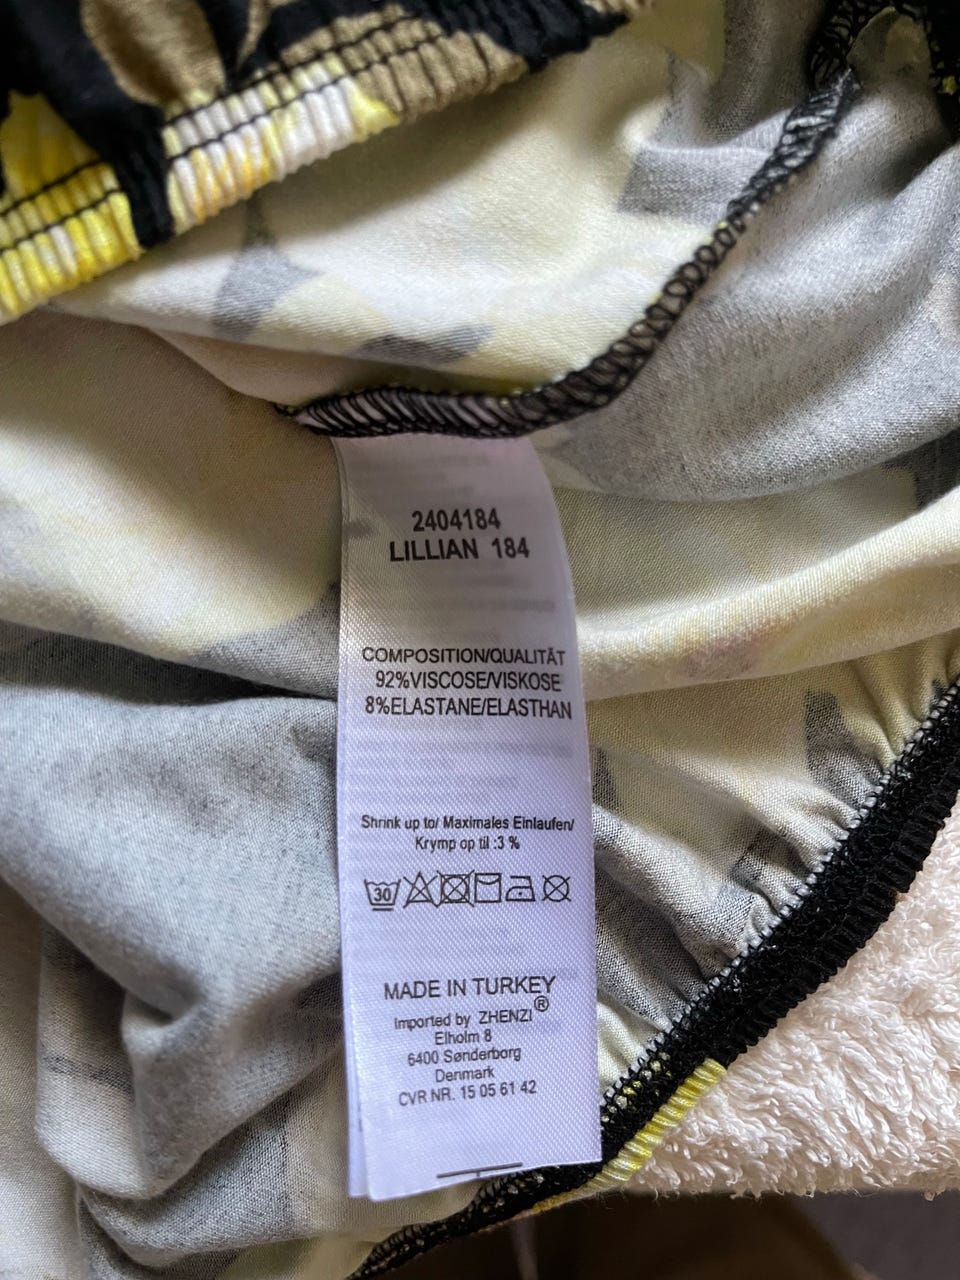 2404184
LILLIAN 184
COMPOSITION/QUALITÄT
92%VISCOSE/VISKOSE
8%ELASTANE/ELASTHAN
Shrink up to/ Maximales Einlaufen/
Krymp op til :3 %
30
MADE IN TURKEY
Imported by ZHENZI®
Elholm 8
6400 Sønderborg
Denmark
CVR NR. 15 05 61 42